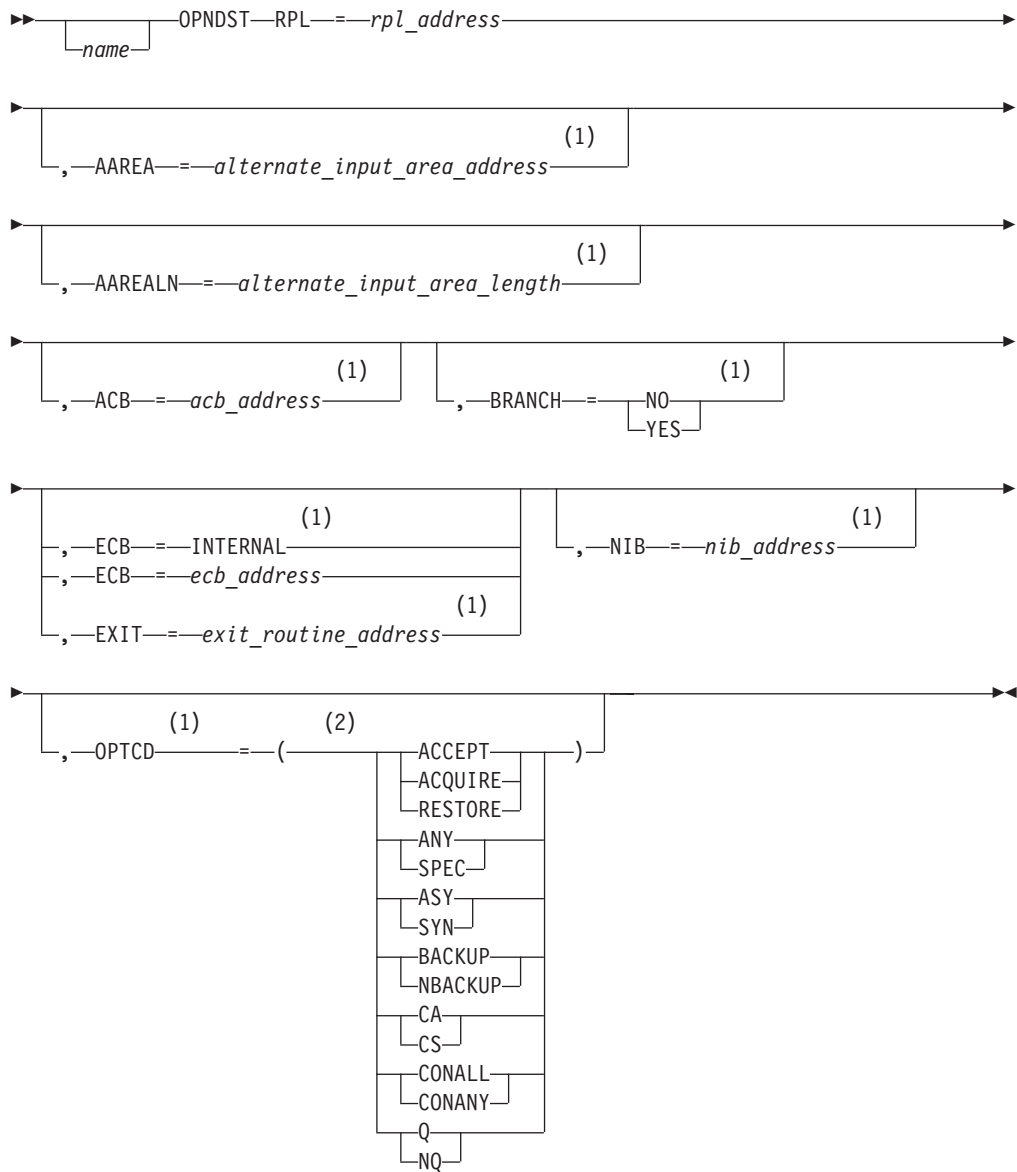 OPNDST RPL = rpl_address
name
(1)
, AAREA = alternate_input_area_address
(1)
, AAREALN = alternate_input_area_length
(1) (1)
, ACB = acb_address , BRANCH = NO
YES
(1) (1)
, ECB = INTERNAL , NIB = nib_address
, ECB = ecb_address
(1)
, EXIT = exit_routine_address
(1) (2)
, OPTCD = ( ACCEPT )
ACQUIRE
RESTORE
ANY
SPEC
ASY
SYN
BACKUP
NBACKUP
CA
CS
CONALL
CONANY
Q
NQ